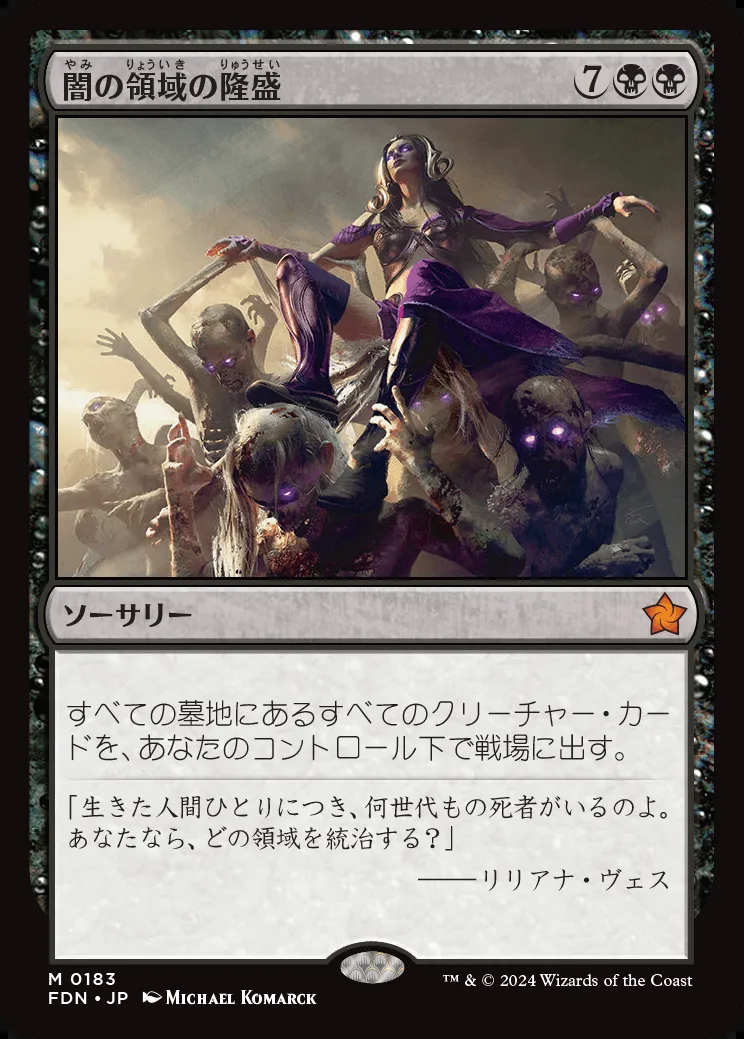 やみ りょういき りゅうせい
闇の領域の隆盛
7
ソーサリー
すべての墓地にあるすべてのクリーチャー・カー
ドを、あなたのコントロール下で戦場に出す。
「生きた人間ひとりにつき、何世代もの死者がいるのよ。
あなたなら、どの領域を統治する？」
――リリアナ・ヴェス
M 0183
FDN • JP Michael Komarck
™ & © 2024 Wizards of the Coast